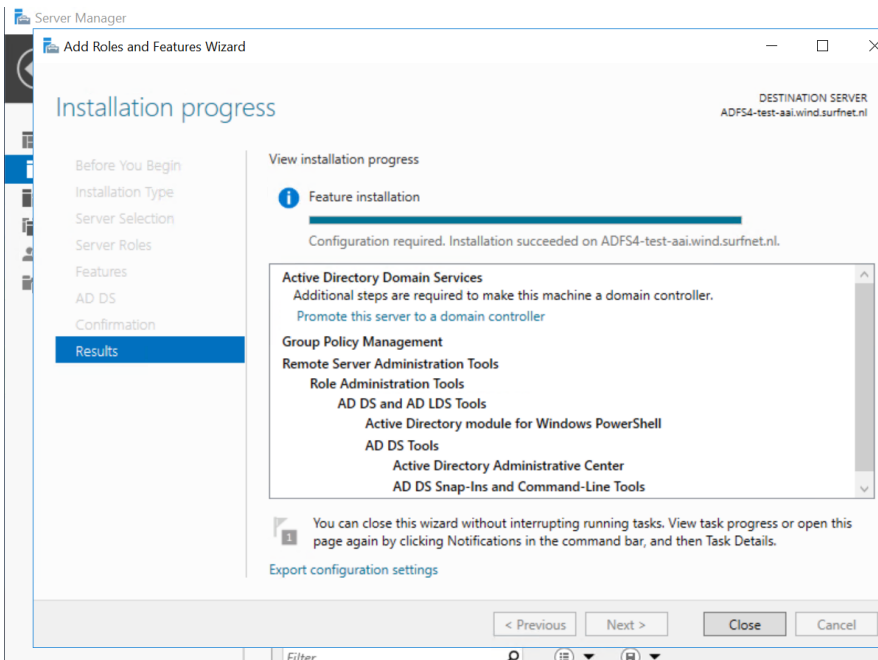 Server Manager
Add Roles and Features Wizard
Installation progress
DESTINATION SERVER
ADFS4-test-aai.wind.surfnet.nl
Before You Begin
Installation Type
Server Selection
Server Roles
Features
AD DS
Confirmation
Results
View installation progress
Feature installation
Configuration required. Installation succeeded on ADFS4-test-aai.wind.surfnet.nl.
Active Directory Domain Services
Additional steps are required to make this machine a domain controller.
Promote this server to a domain controller
Group Policy Management
Remote Server Administration Tools
Role Administration Tools
AD DS and AD LDS Tools
Active Directory module for Windows PowerShell
AD DS Tools
Active Directory Administrative Center
AD DS Snap-Ins and Command-Line Tools
1
You can close this wizard without interrupting running tasks. View task progress or open this
page again by clicking Notifications in the command bar, and then Task Details.
Export configuration settings
< Previous Next > Close Cancel
Filter